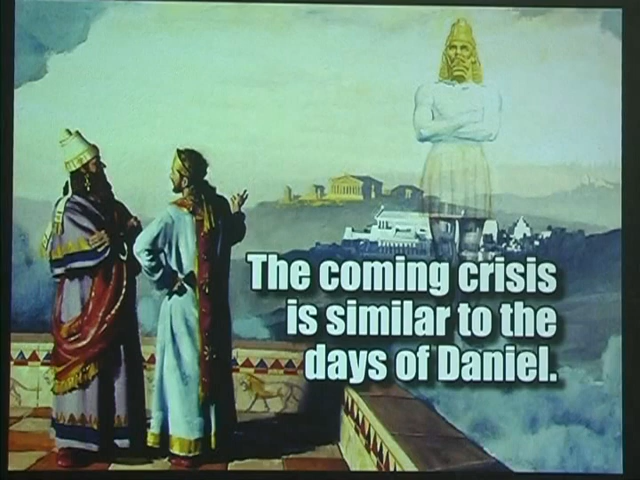 The coming crisis
is similar to the
days of Daniel.